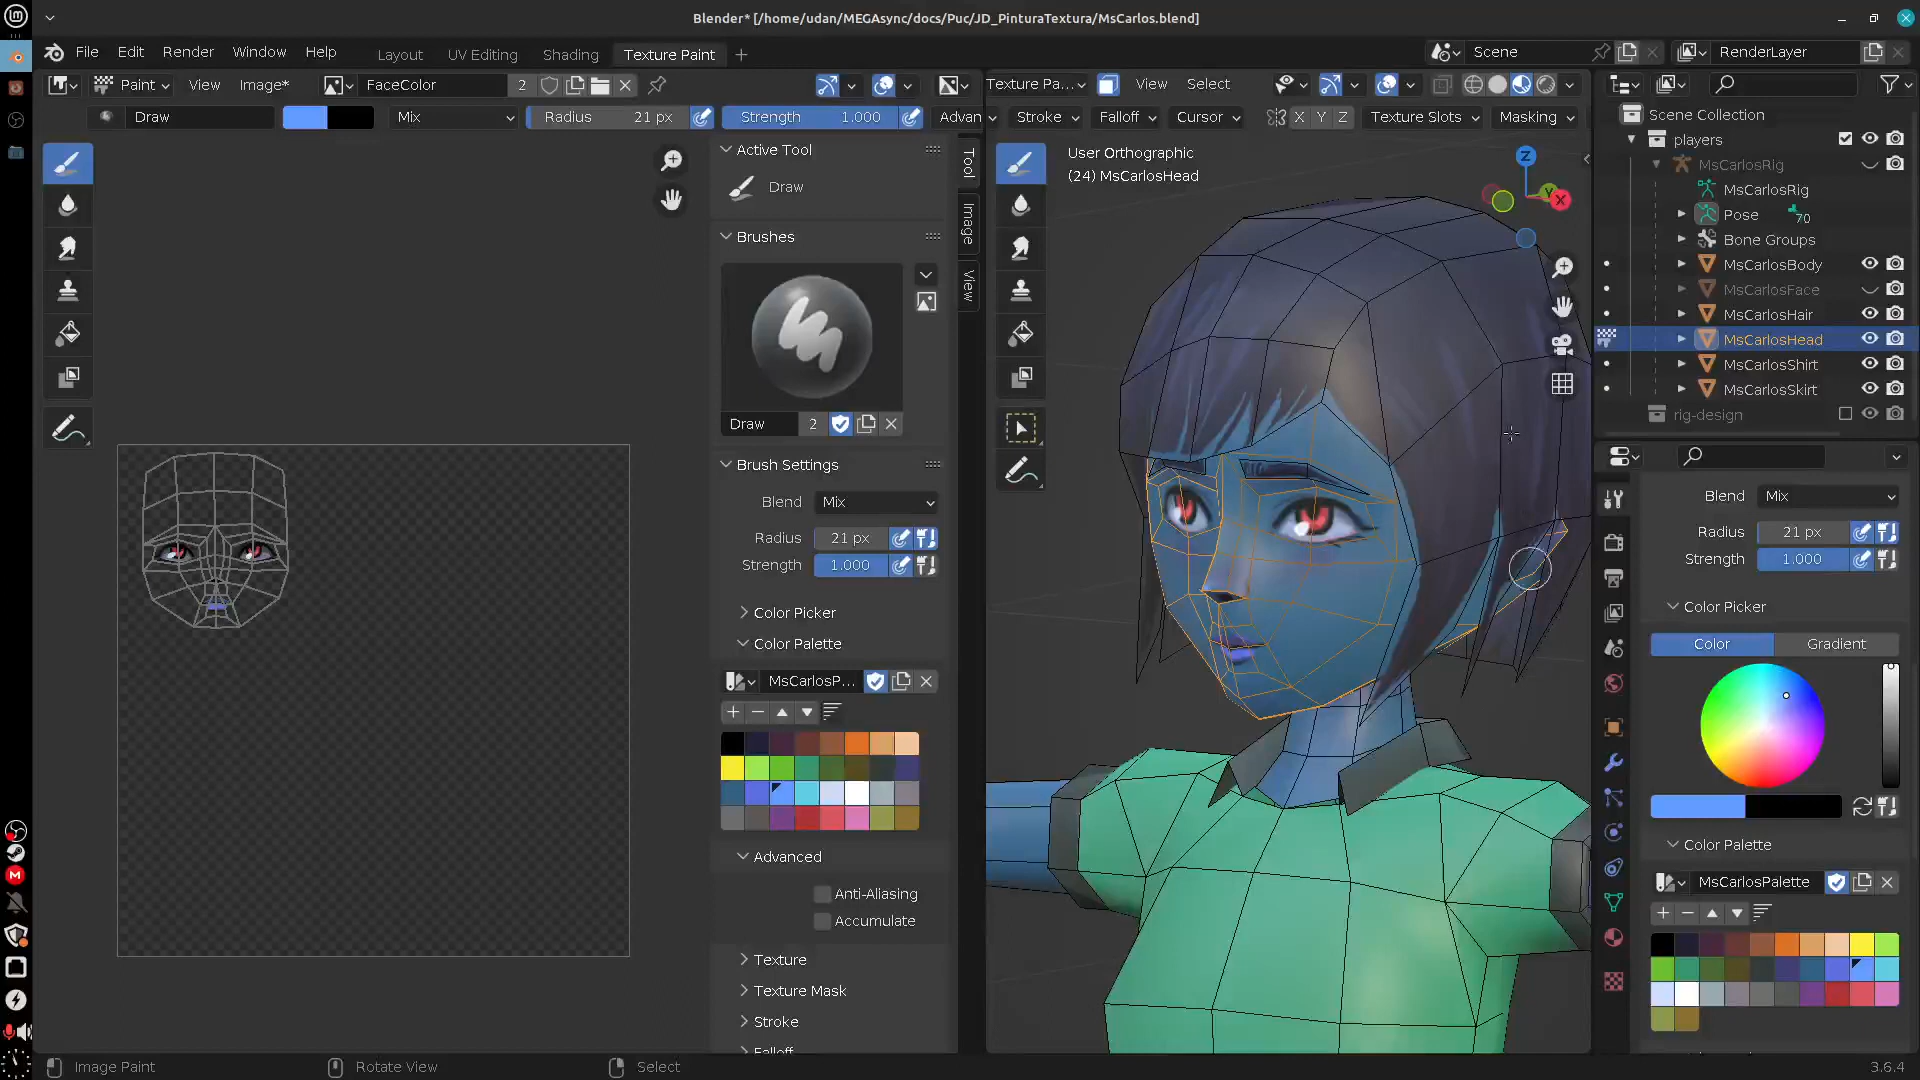 Blender* [/home/udan/MEGAsync/docs/Puc/JD_PinturaTextura/MsCarlos.blend]
File Edit Render Window Help Layout UV Editing Shading Texture Paint + Scene RenderLayer
Paint View Image* FaceColor 2 Texture Pa... View Select
Draw Mix Radius 21 px Strength 1.000 Advan Stroke Falloff Cursor X Y Z Texture Slots Masking
Active Tool
Draw
Brushes
Draw 2
Brush Settings
Blend Mix
Radius 21 px
Strength 1.000
Color Picker
Color Palette
MsCarlosP...
Advanced
Anti-Aliasing
Accumulate
Texture
Texture Mask
Stroke
Falloff
Tool
Image
View
User Orthographic
(24) MsCarlosHead
Z
Y
X
Scene Collection
players
MsCarlosRig
MsCarlosRig
Pose 70
Bone Groups
MsCarlosBody
MsCarlosFace
MsCarlosHair
MsCarlosHead
MsCarlosShirt
MsCarlosSkirt
rig-design
Blend Mix
Radius 21 px
Strength 1.000
Color Picker
Color Gradient
Color Palette
MsCarlosPalette
Image Paint Rotate View Select 3.6.4